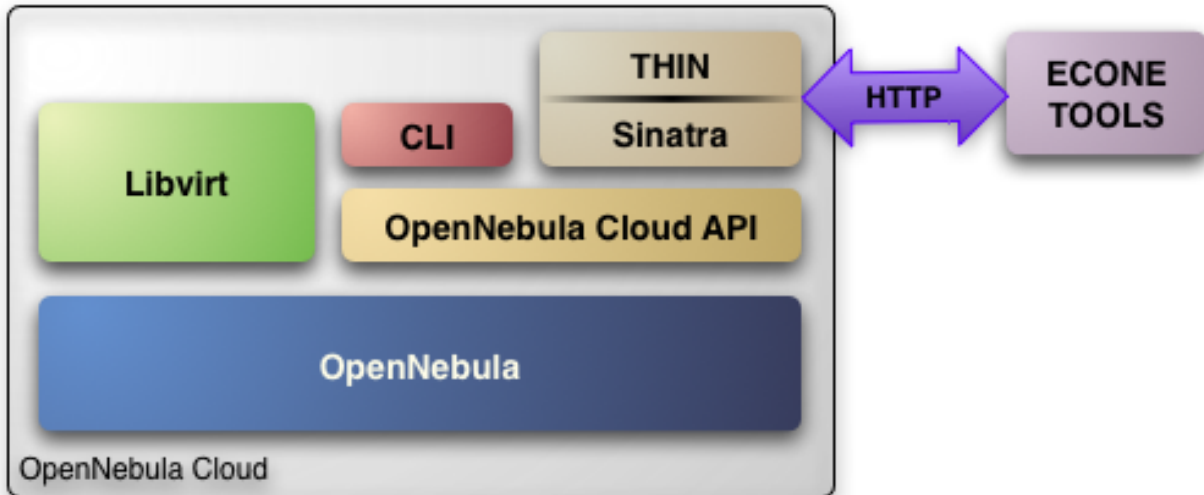 THIN
Sinatra
HTTP
ECONE
TOOLS
Libvirt
CLI
OpenNebula Cloud API
OpenNebula
OpenNebula Cloud